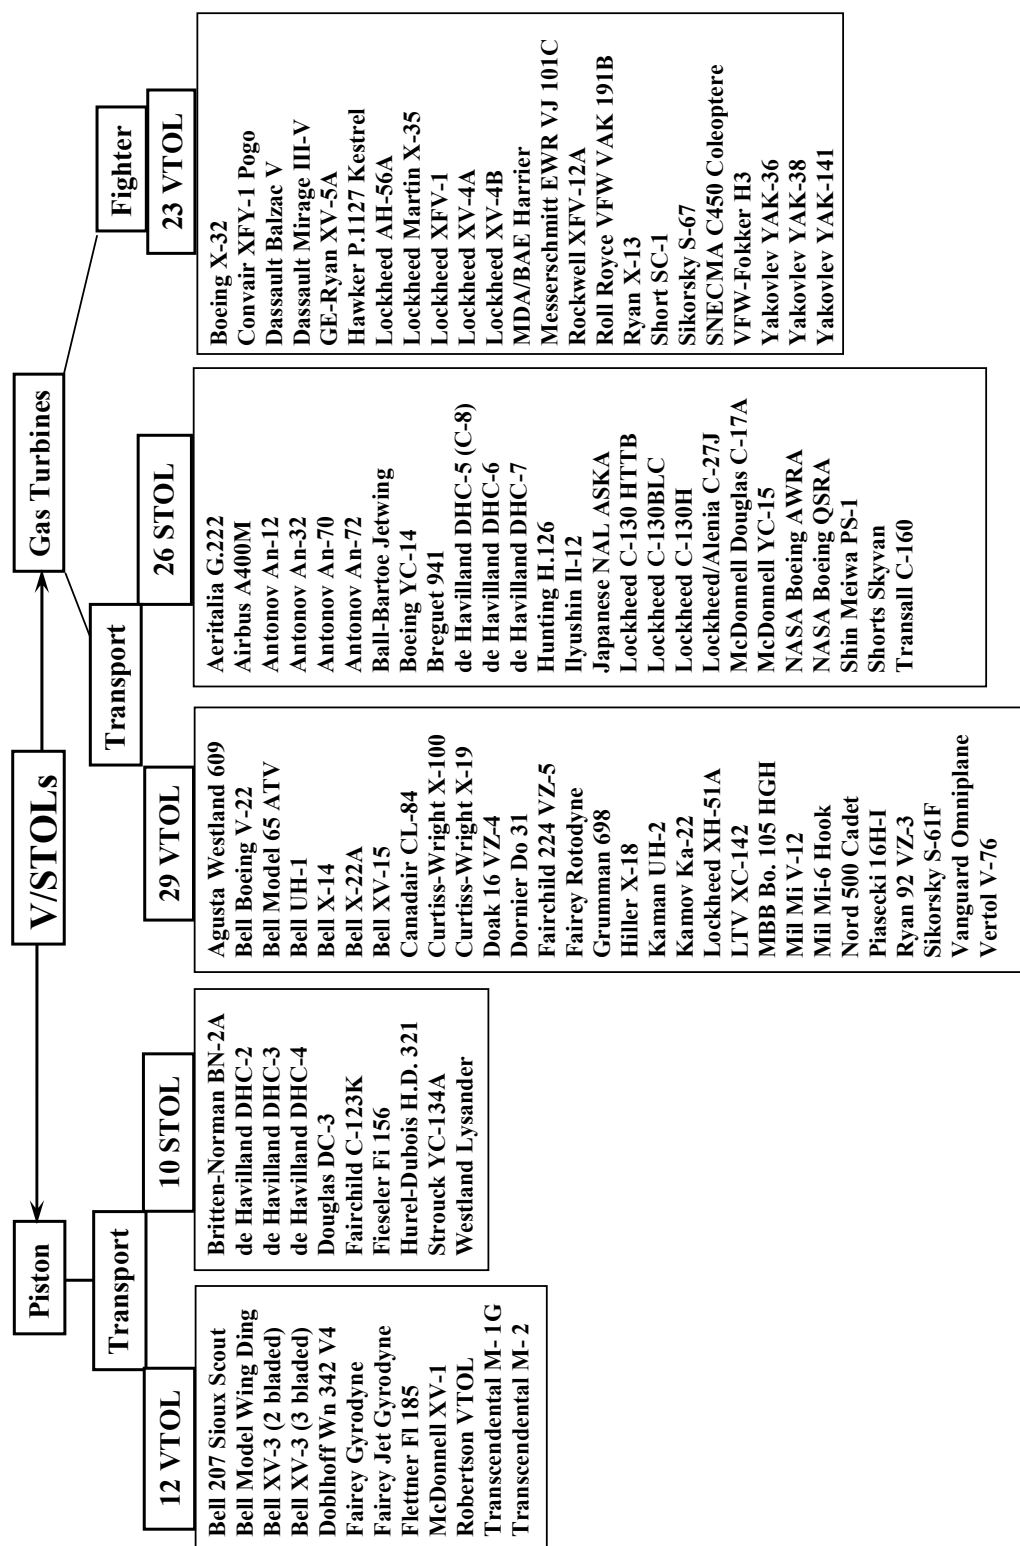 V/STOLs
Piston
Gas Turbines
Transport
Transport
Fighter
12 VTOL
10 STOL
29 VTOL
26 STOL
23 VTOL
Bell 207 Sioux Scout
Bell Model Wing Ding
Bell XV-3 (2 bladed)
Bell XV-3 (3 bladed)
Doblhoff Wn 342 V4
Fairey Gyrodyne
Fairey Jet Gyrodyne
Flettner Fl 185
McDonnell XV-1
Robertson VTOL
Transcendental M- 1G
Transcendental M- 2
Britten-Norman BN-2A
de Havilland DHC-2
de Havilland DHC-3
de Havilland DHC-4
Douglas DC-3
Fairchild C-123K
Fieseler Fi 156
Hurel-Dubois H.D. 321
Strouck YC-134A
Westland Lysander
Agusta Westland 609
Bell Boeing V-22
Bell Model 65 ATV
Bell UH-1
Bell X-14
Bell X-22A
Bell XV-15
Canadair CL-84
Curtiss-Wright X-100
Curtiss-Wright X-19
Doak 16 VZ-4
Dornier Do 31
Fairchild 224 VZ-5
Fairey Rotodyne
Grumman 698
Hiller X-18
Kaman UH-2
Kamov Ka-22
Lockheed XH-51A
LTV XC-142
MBB Bo. 105 HGH
Mil Mi V-12
Mil Mi-6 Hook
Nord 500 Cadet
Piasecki 16H-I
Ryan 92 VZ-3
Sikorsky S-61F
Vanguard Omniplane
Vertol V-76
Aeritalia G.222
Airbus A400M
Antonov An-12
Antonov An-32
Antonov An-70
Antonov An-72
Ball-Bartoe Jetwing
Boeing YC-14
Breguet 941
de Havilland DHC-5 (C-8)
de Havilland DHC-6
de Havilland DHC-7
Hunting H.126
Ilyushin Il-12
Japanese NAL ASKA
Lockheed C-130 HTTB
Lockheed C-130BLC
Lockheed C-130H
Lockheed/Alenia C-27J
McDonnell Douglas C-17A
McDonnell YC-15
NASA Boeing AWRA
NASA Boeing QSRA
Shin Meiwa PS-1
Shorts Skyvan
Transall C-160
Boeing X-32
Convair XFY-1 Pogo
Dassault Balzac V
Dassault Mirage III-V
GE-Ryan XV-5A
Hawker P.1127 Kestrel
Lockheed AH-56A
Lockheed Martin X-35
Lockheed XFV-1
Lockheed XV-4A
Lockheed XV-4B
MDA/BAE Harrier
Messerschmitt EWR VJ 101C
Rockwell XFV-12A
Roll Royce VFW VAK 191B
Ryan X-13
Short SC-1
Sikorsky S-67
SNECMA C450 Coleoptere
VFW-Fokker H3
Yakovlev YAK-36
Yakovlev YAK-38
Yakovlev YAK-141